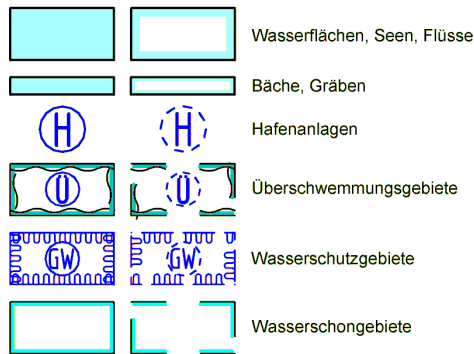 Wasserflächen, Seen, Flüsse
Bäche, Gräben
H H Hafenanlagen
Ü Ü Überschwemmungsgebiete
GW GW Wasserschutzgebiete
Wasserschongebiete